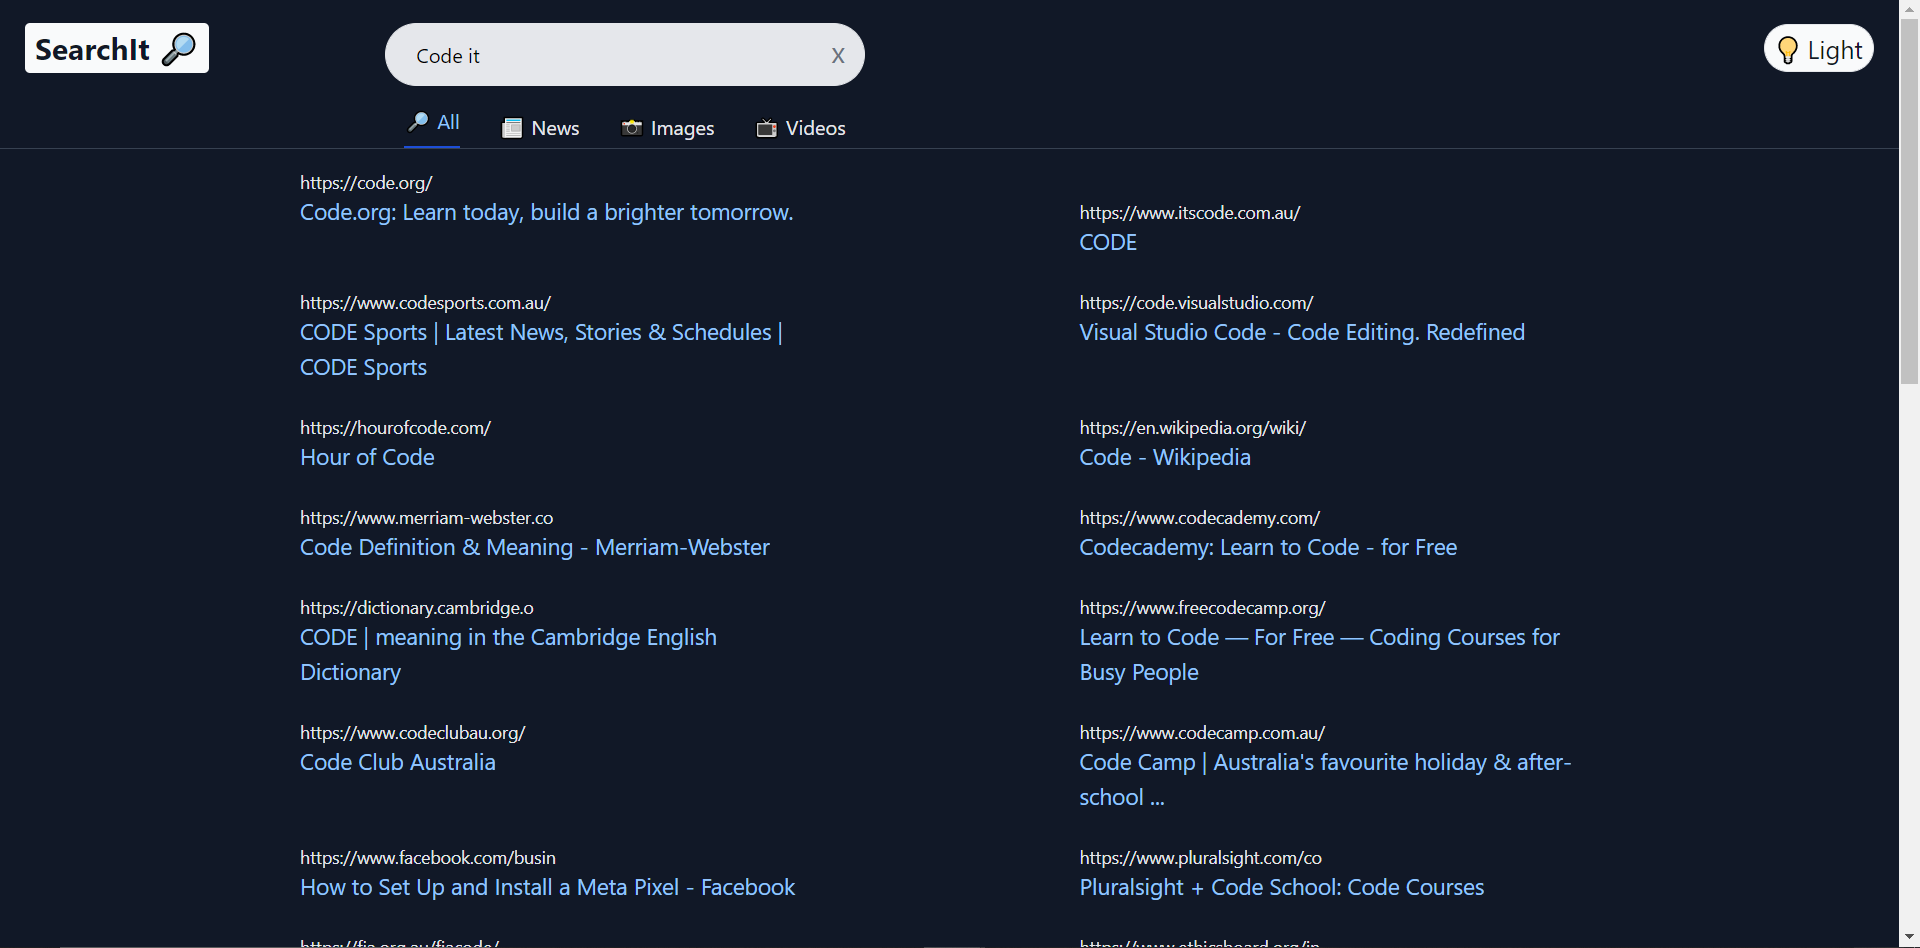 SearchIt
Code it X
Light
All News Images Videos
https://code.org/
Code.org: Learn today, build a brighter tomorrow.
https://www.itscode.com.au/
CODE
https://www.codesports.com.au/
CODE Sports | Latest News, Stories & Schedules |
CODE Sports
https://code.visualstudio.com/
Visual Studio Code - Code Editing. Redefined
https://hourofcode.com/
Hour of Code
https://en.wikipedia.org/wiki/
Code - Wikipedia
https://www.merriam-webster.co
Code Definition & Meaning - Merriam-Webster
https://www.codecademy.com/
Codecademy: Learn to Code - for Free
https://dictionary.cambridge.o
CODE | meaning in the Cambridge English
Dictionary
https://www.freecodecamp.org/
Learn to Code — For Free — Coding Courses for
Busy People
https://www.codeclubau.org/
Code Club Australia
https://www.codecamp.com.au/
Code Camp | Australia's favourite holiday & after-
school ...
https://www.facebook.com/busin
How to Set Up and Install a Meta Pixel - Facebook
https://www.pluralsight.com/co
Pluralsight + Code School: Code Courses